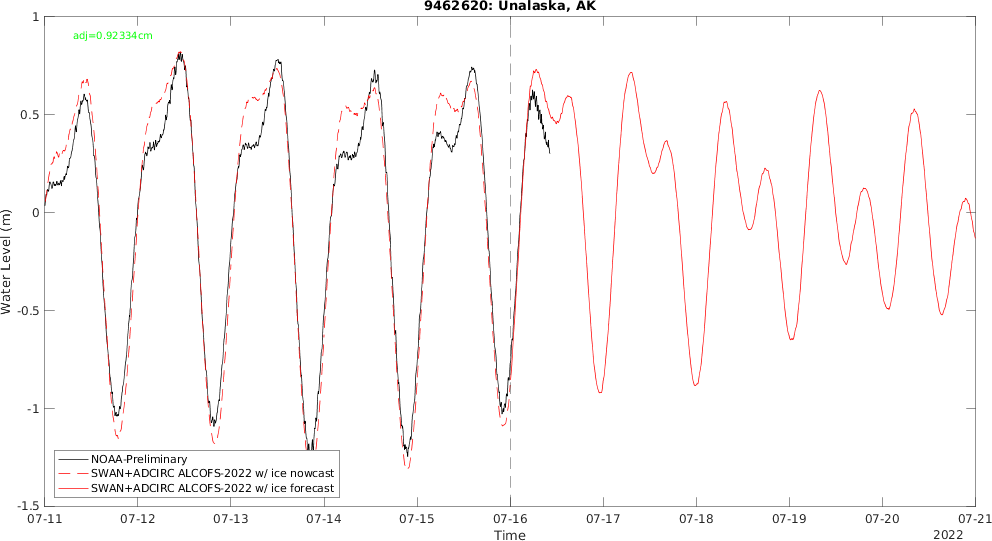 9462620: Unalaska, AK
adj=0.92334cm
1
0.5
0
-0.5
-1
-1.5
Water Level (m)
NOAA-Preliminary
SWAN+ADCIRC ALCOFS-2022 w/ ice nowcast
SWAN+ADCIRC ALCOFS-2022 w/ ice forecast
07-11 07-12 07-13 07-14 07-15 07-16 07-17 07-18 07-19 07-20 07-21
Time
2022